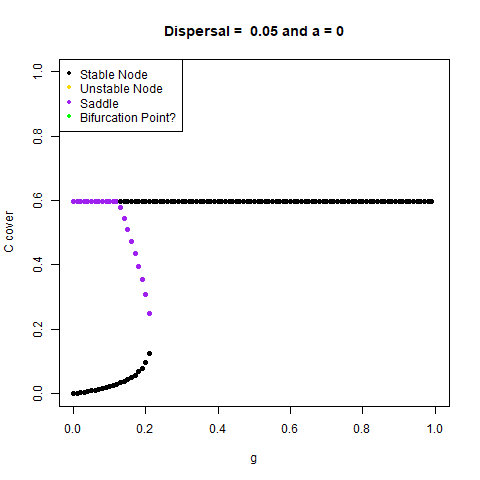 Dispersal =  0.05 and a = 0
Stable Node
Unstable Node
Saddle
Bifurcation Point?
C cover
1.0
0.8
0.6
0.4
0.2
0.0
0.0 0.2 0.4 0.6 0.8 1.0
g